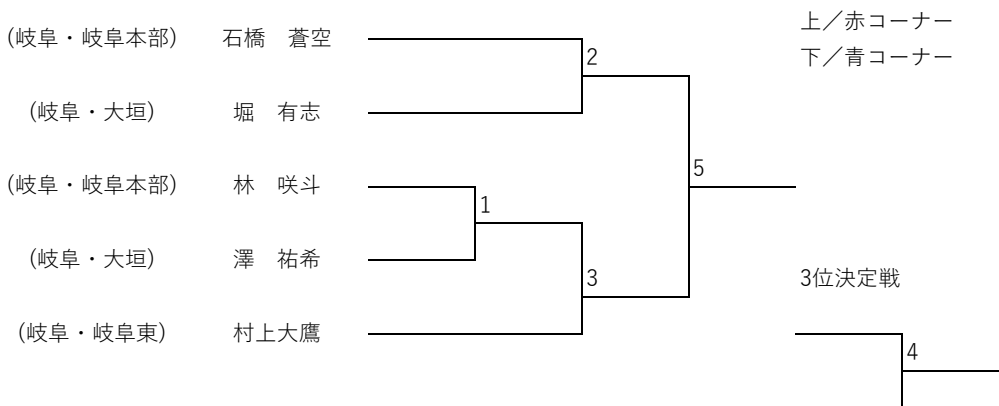 (岐阜・岐阜本部) 石橋　蒼空
(岐阜・大垣) 堀　有志
(岐阜・岐阜本部) 林　咲斗
(岐阜・大垣) 澤　祐希
(岐阜・岐阜東) 村上大鷹
2
1
3
5
上／赤コーナー
下／青コーナー
3位決定戦
4